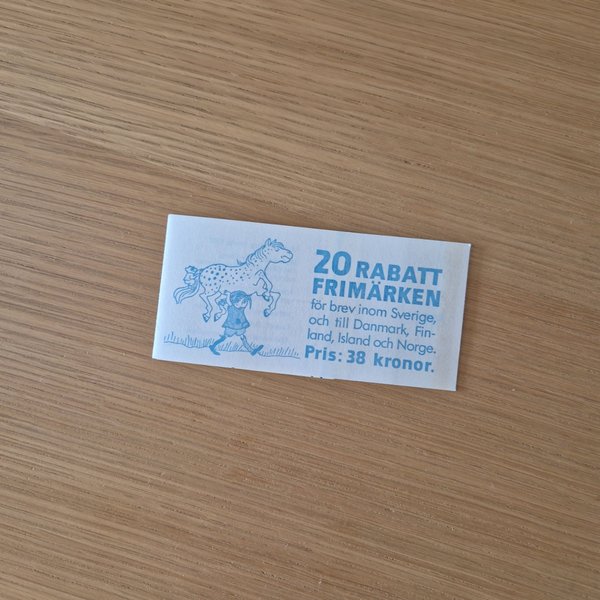 20 RABATT
FRIMÄRKEN
för brev inom Sverige,
och till Danmark, Fin-
land, Island och Norge.
Pris: 38 kronor.